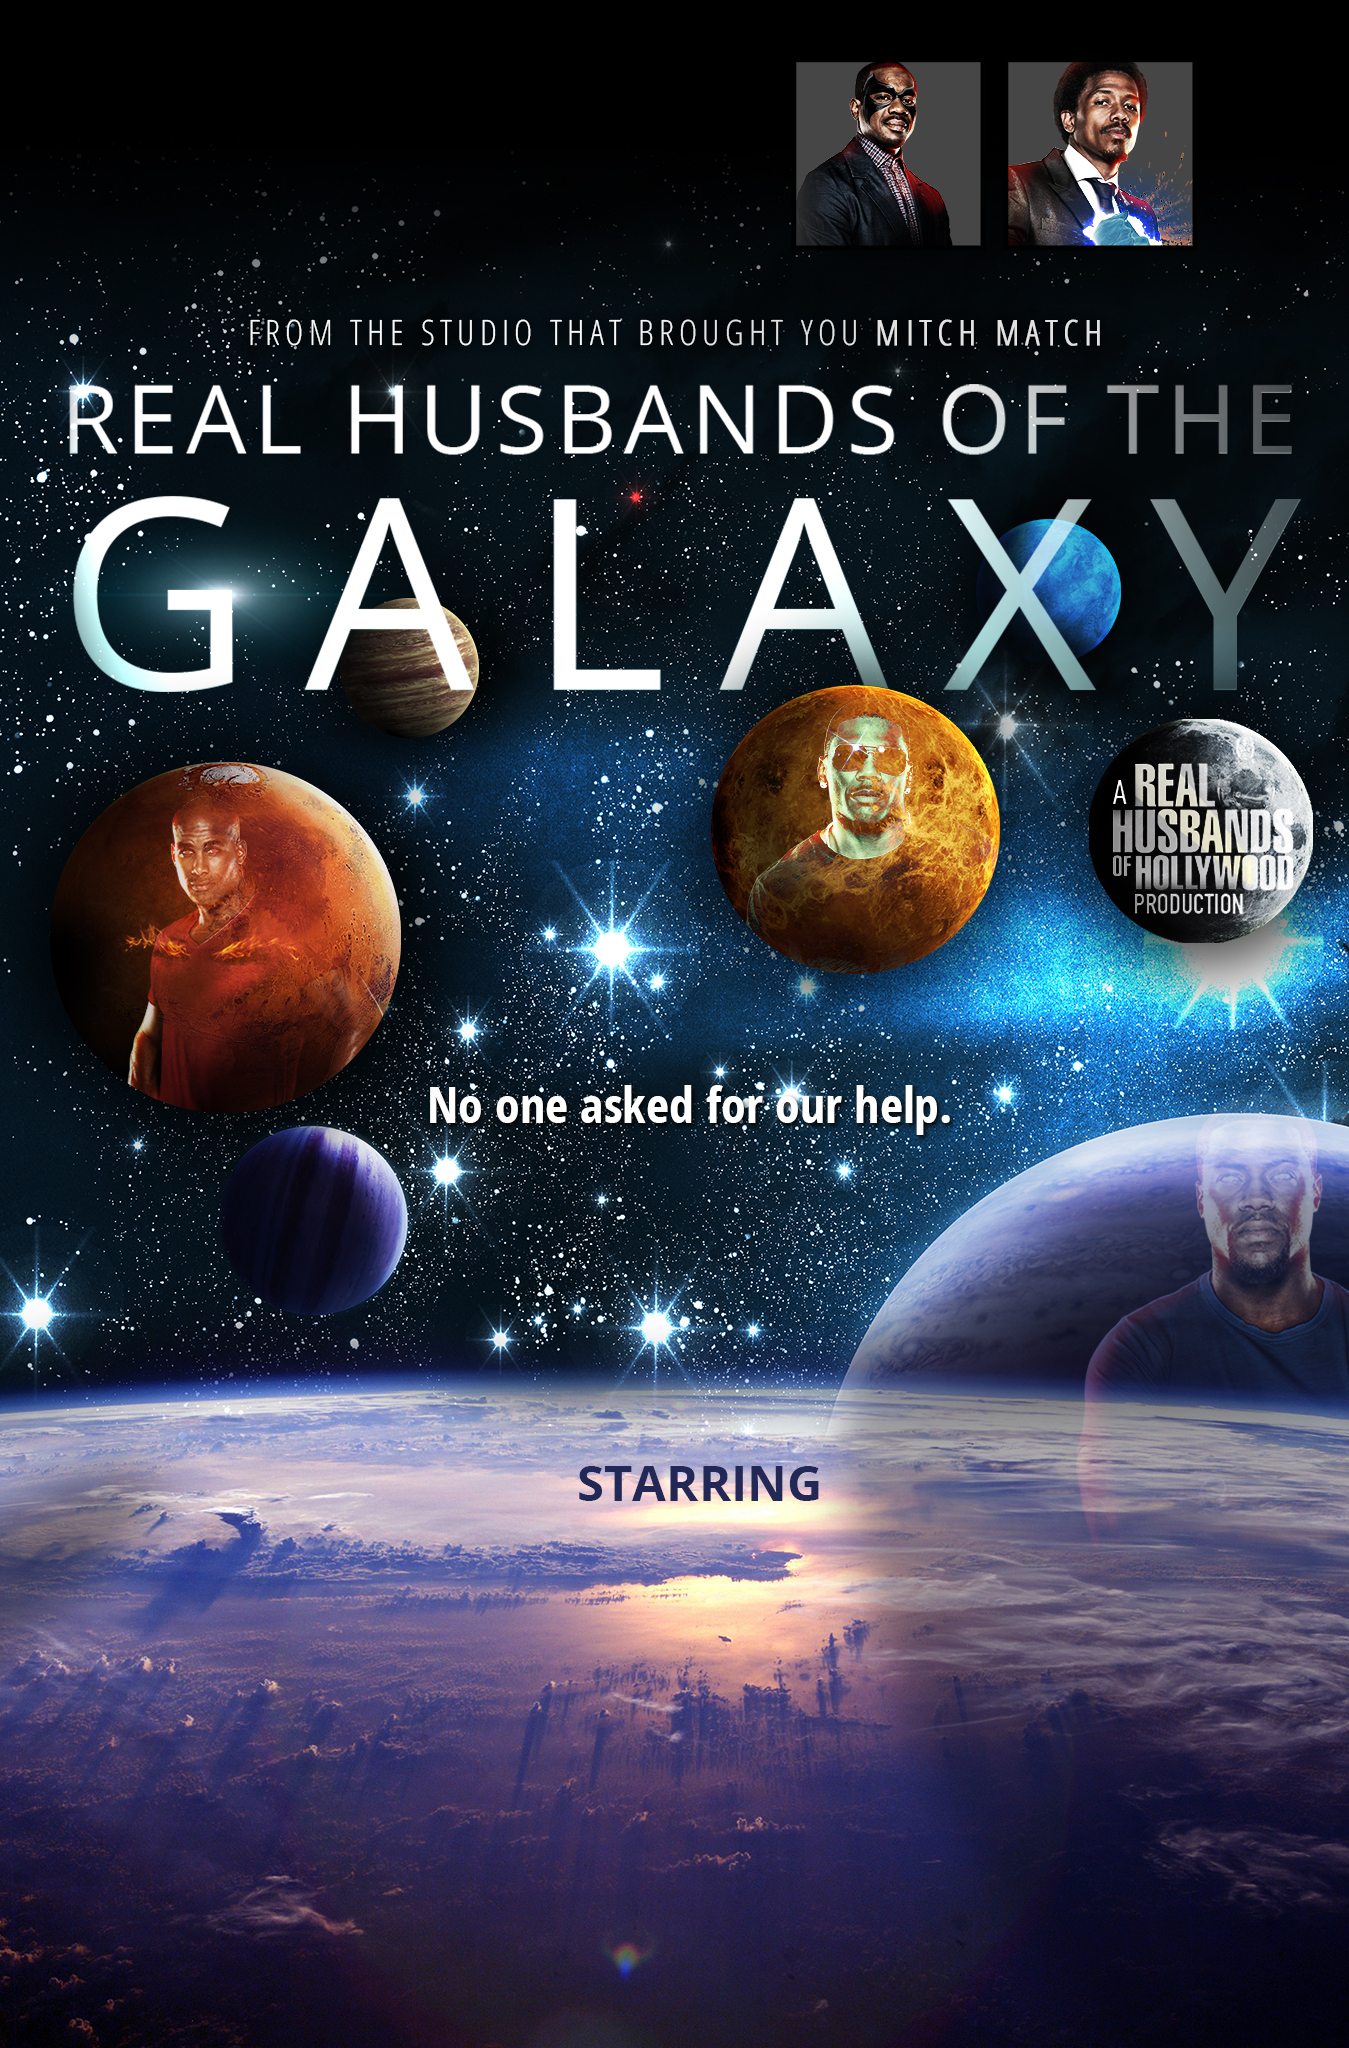 FROM THE STUDIO THAT BROUGHT YOU MITCH MATCH
REAL HUSBANDS OF THE
GALAXY
A REAL
HUSBANDS
OF HOLLYWOOD
PRODUCTION
No one asked for our help.
STARRING